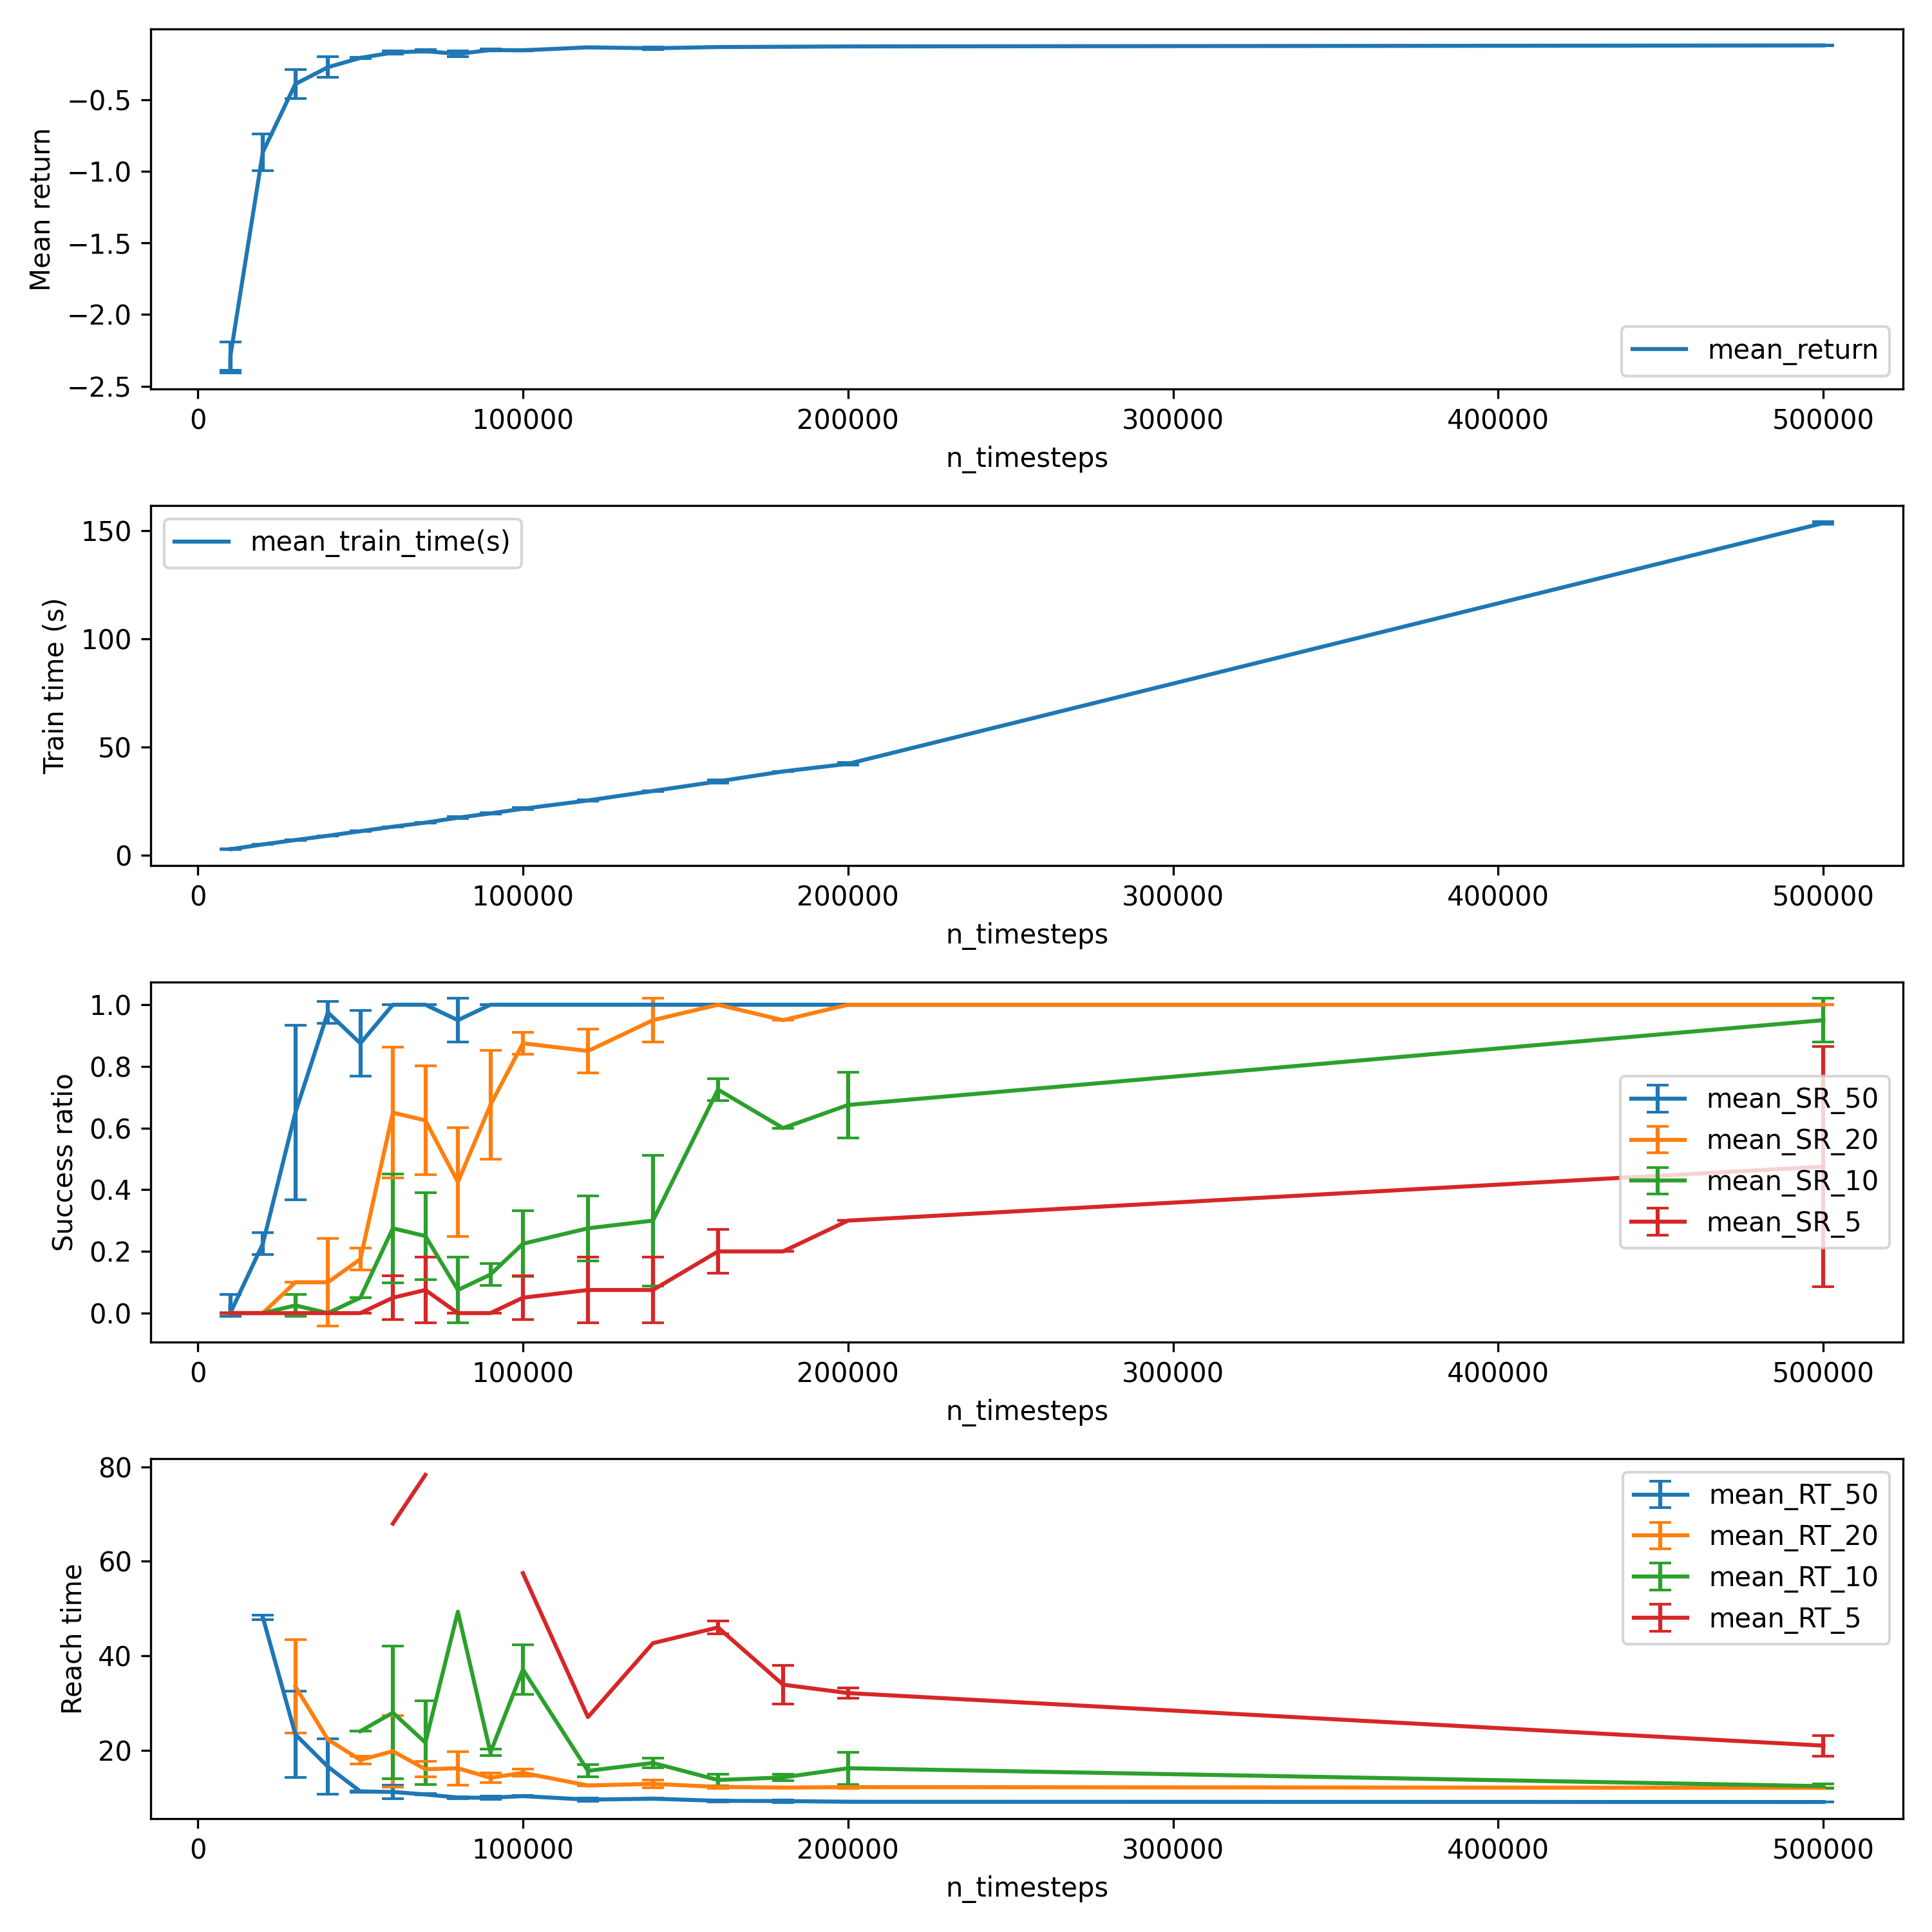 Mean return
−0.5
−1.0
−1.5
−2.0
−2.5
mean_return
0 100000 200000 300000 400000 500000
n_timesteps
Train time (s)
150
100
50
0
mean_train_time(s)
0 100000 200000 300000 400000 500000
n_timesteps
Success ratio
1.0
0.8
0.6
0.4
0.2
0.0
mean_SR_50
mean_SR_20
mean_SR_10
mean_SR_5
0 100000 200000 300000 400000 500000
n_timesteps
Reach time
80
60
40
20
mean_RT_50
mean_RT_20
mean_RT_10
mean_RT_5
0 100000 200000 300000 400000 500000
n_timesteps